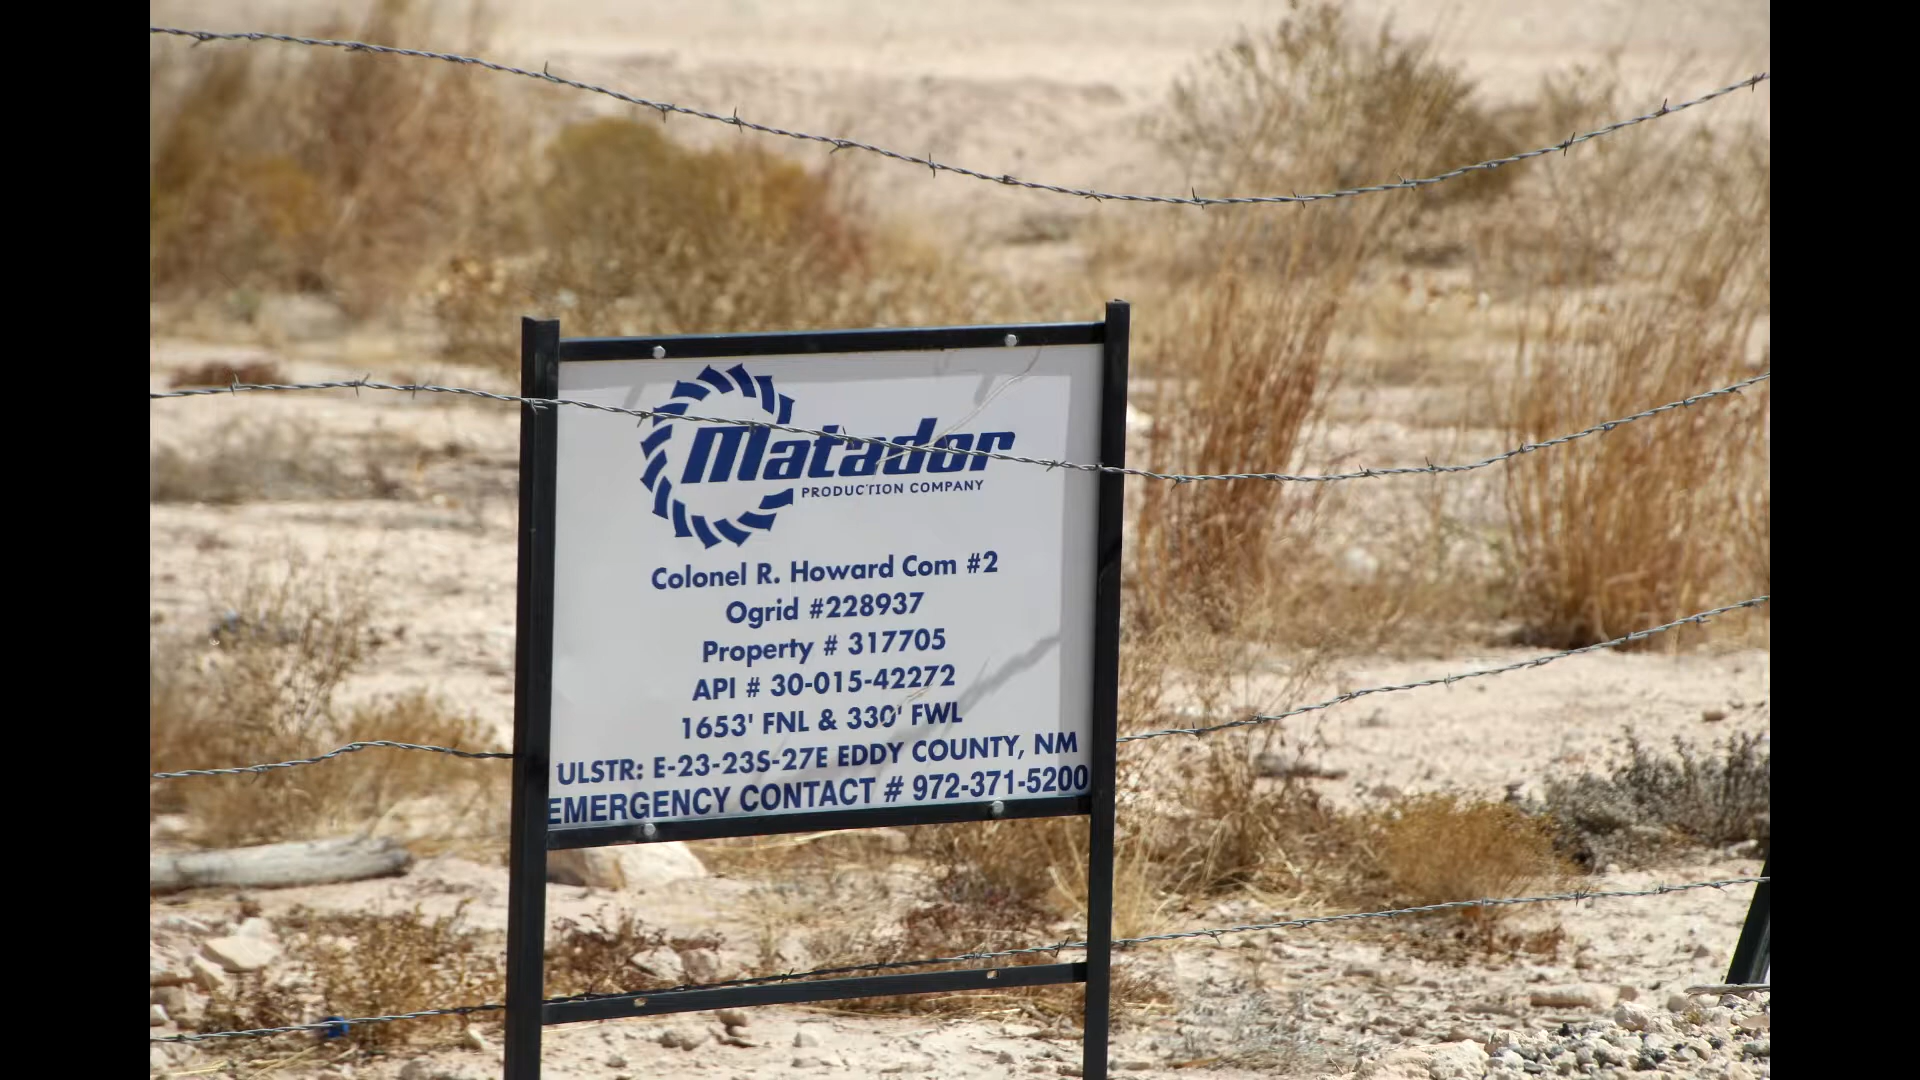 Matador
PRODUCTION COMPANY
Colonel R. Howard Com #2
Ogrid #228937
Property # 317705
API # 30-015-42272
1653' FNL & 330' FWL
ULSTR: E-23-23S-27E EDDY COUNTY, NM
EMERGENCY CONTACT # 972-371-5200